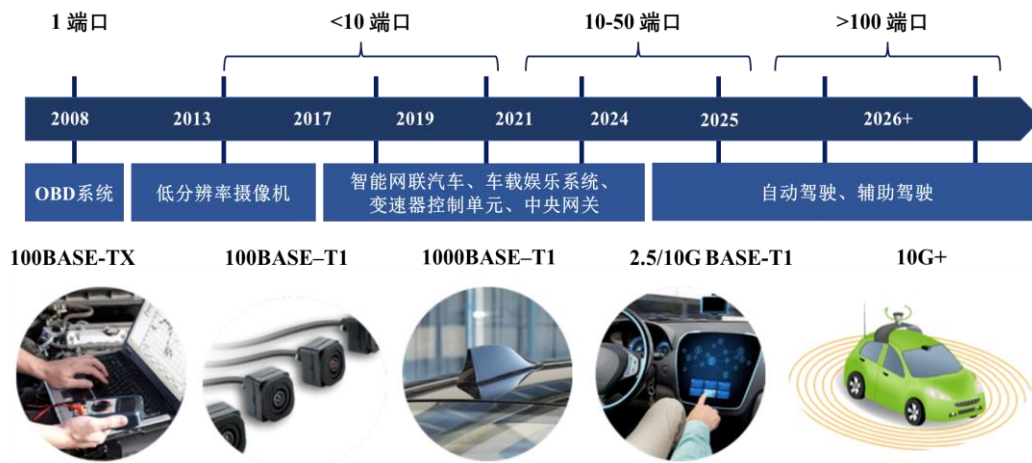 1 端口
<10 端口
10-50 端口
>100 端口
2008
2013
2017
2019
2021
2024
2025
2026+
OBD系统
低分辨率摄像机
智能网联汽车、车载娱乐系统、
变速器控制单元、中央网关
自动驾驶、辅助驾驶
100BASE-TX
100BASE–T1
1000BASE–T1
2.5/10G BASE-T1
10G+